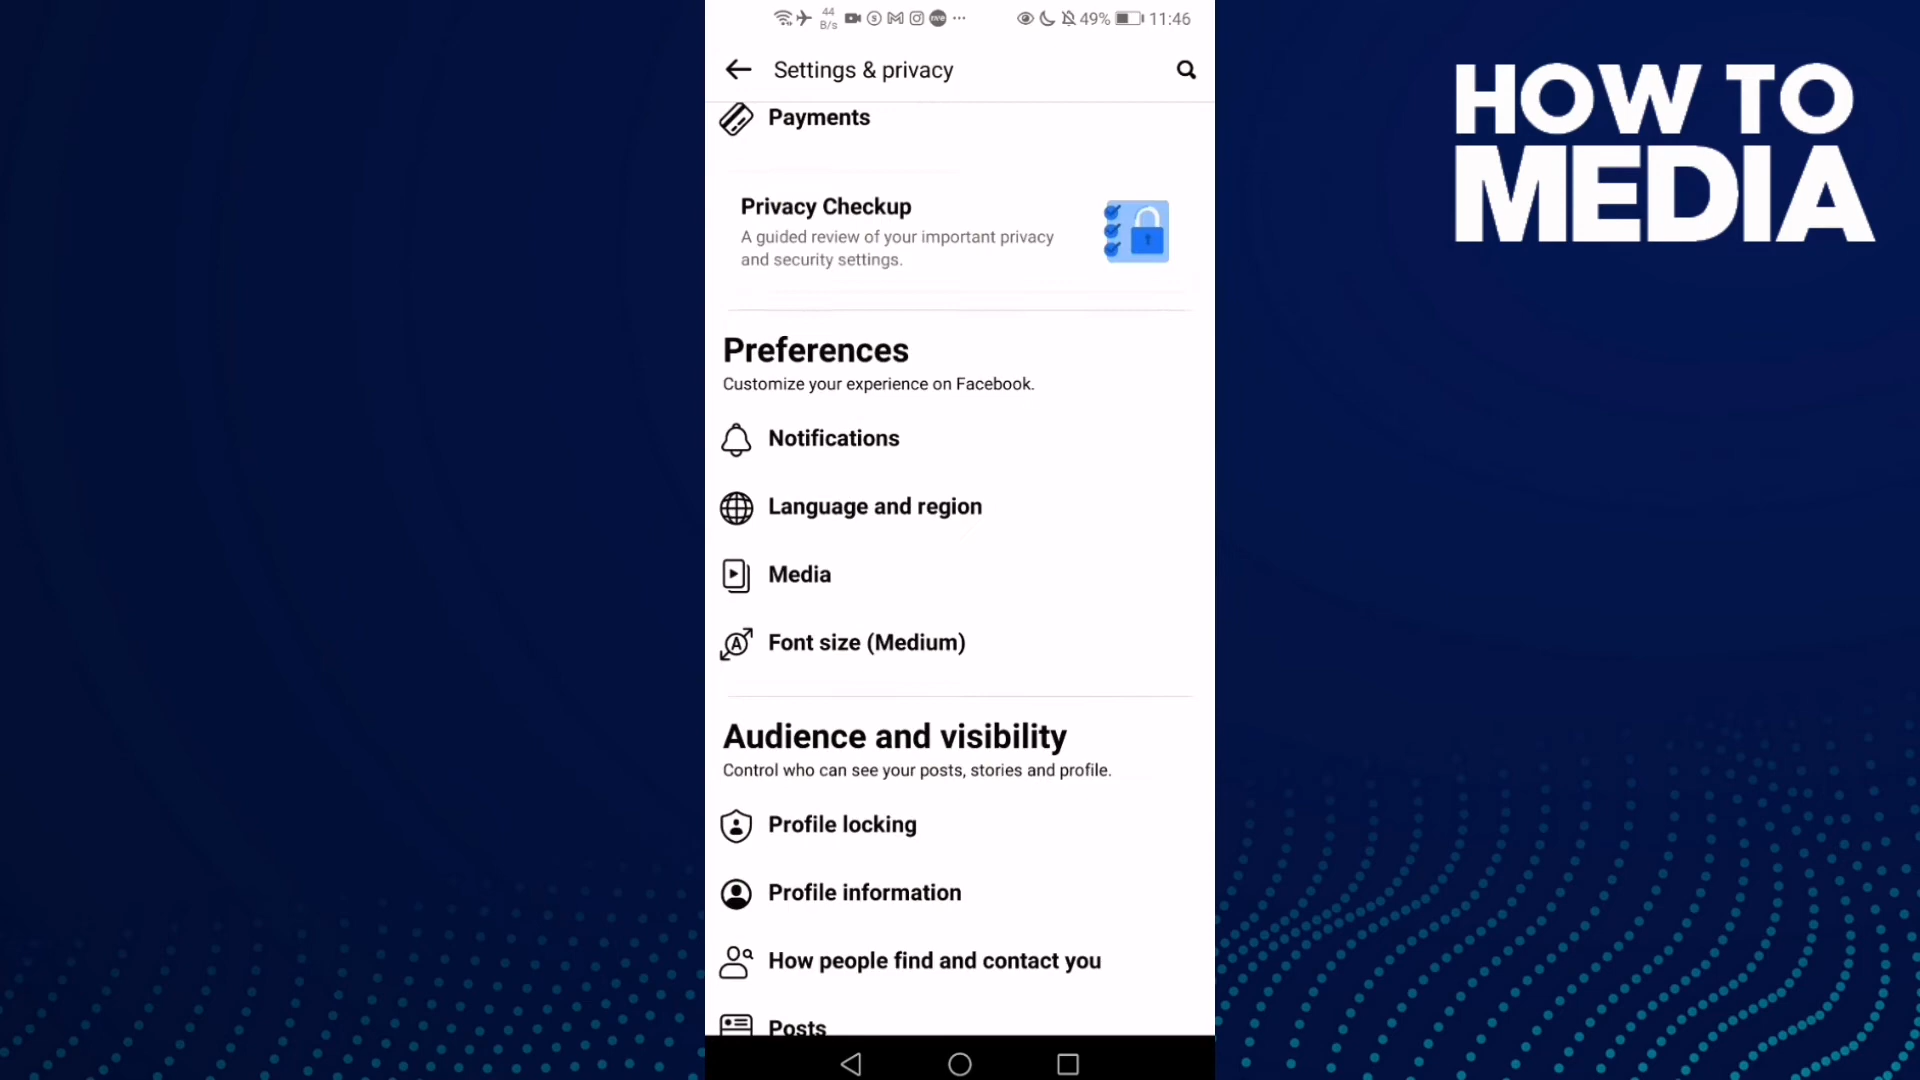 44
B/s
49%
11:46
Settings & privacy
Payments
Privacy Checkup
A guided review of your important privacy
and security settings.
Preferences
Customize your experience on Facebook.
Notifications
Language and region
Media
Font size (Medium)
Audience and visibility
Control who can see your posts, stories and profile.
Profile locking
Profile information
How people find and contact you
Posts
HOW TO
MEDIA